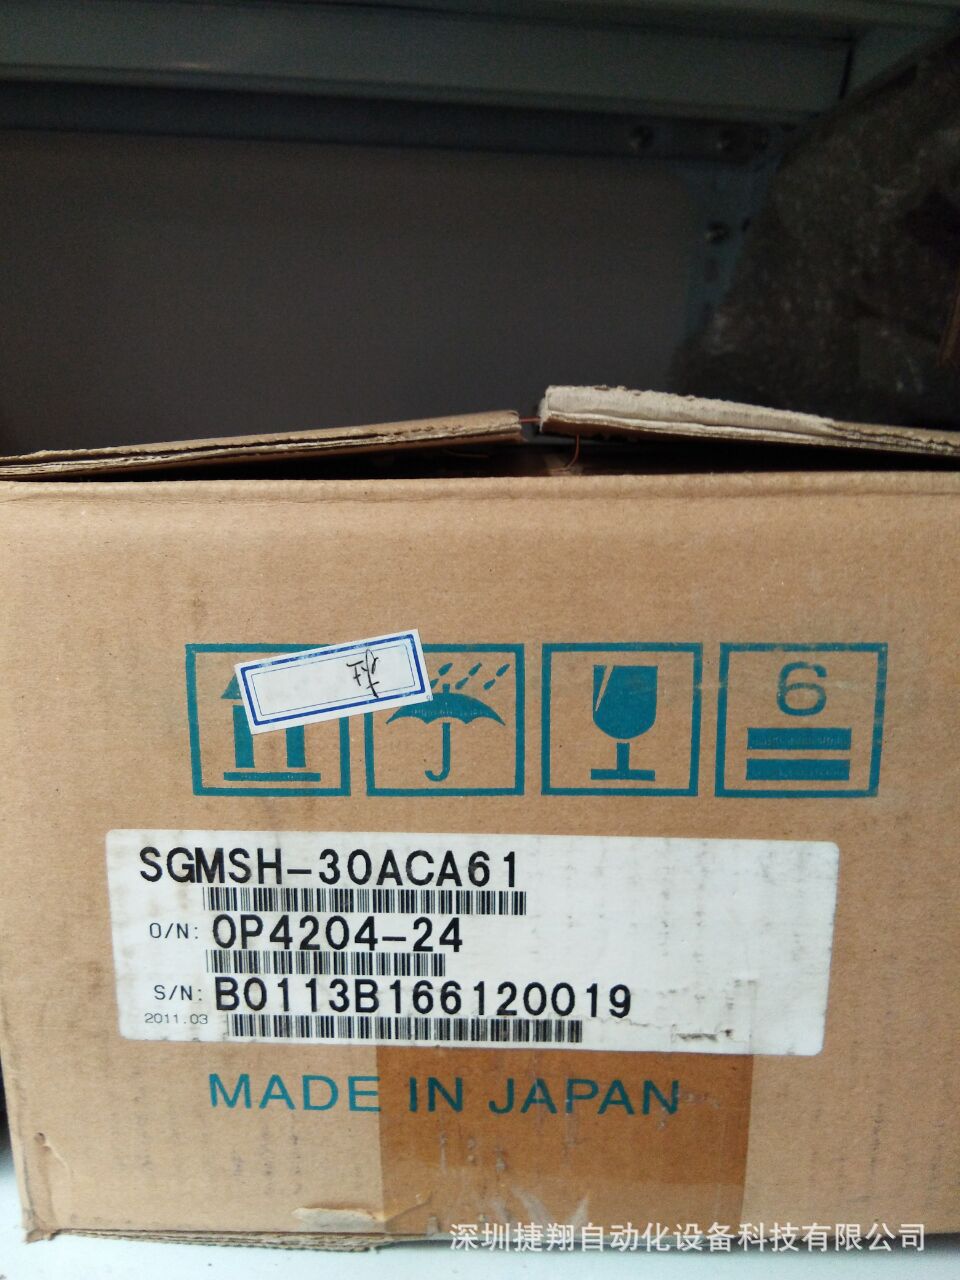 6
SGMSH-30ACA61
O/N: OP4204-24
S/N: B0113B166120019
2011.03
MADE IN JAPAN
深圳捷翔自动化设备科技有限公司